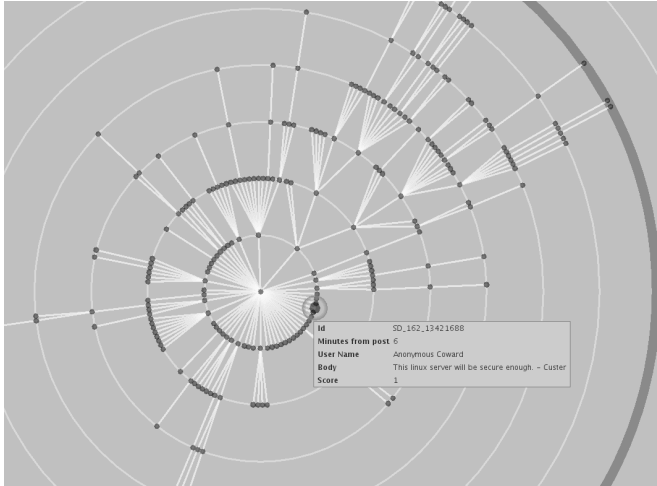 Id SD_162_13421688
Minutes from post 6
User Name Anonymous Coward
Body This linux server will be secure enough. – Custer
Score 1